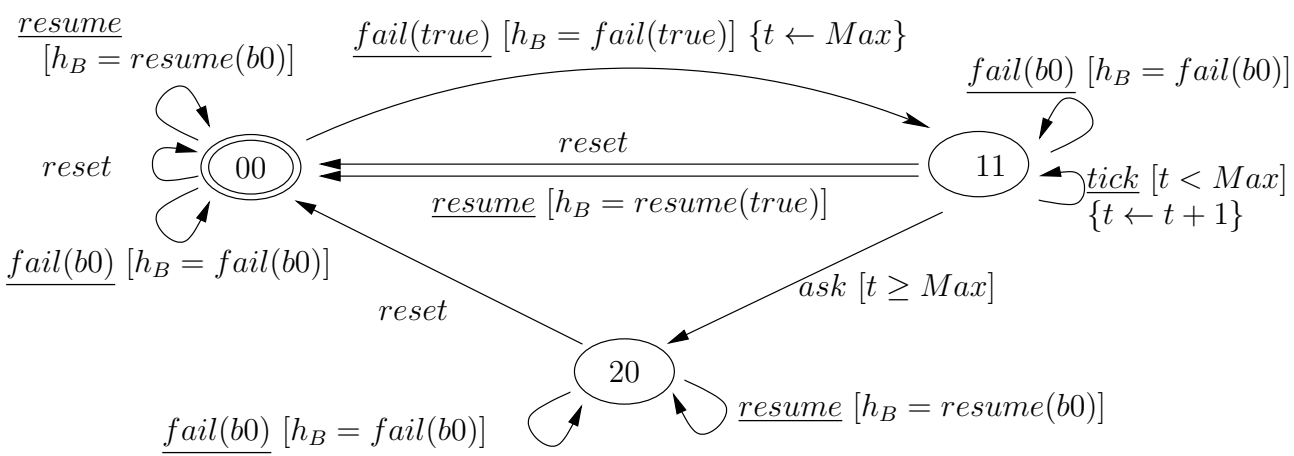 resume
[h_B = resume(b0)]
fail(true) [h_B = fail(true)] {t ← Max}
fail(b0) [h_B = fail(b0)]
reset
00
reset
11
tick [t < Max]
{t ← t + 1}
resume [h_B = resume(true)]
fail(b0) [h_B = fail(b0)]
ask [t ≥ Max]
reset
20
fail(b0) [h_B = fail(b0)]
resume [h_B = resume(b0)]